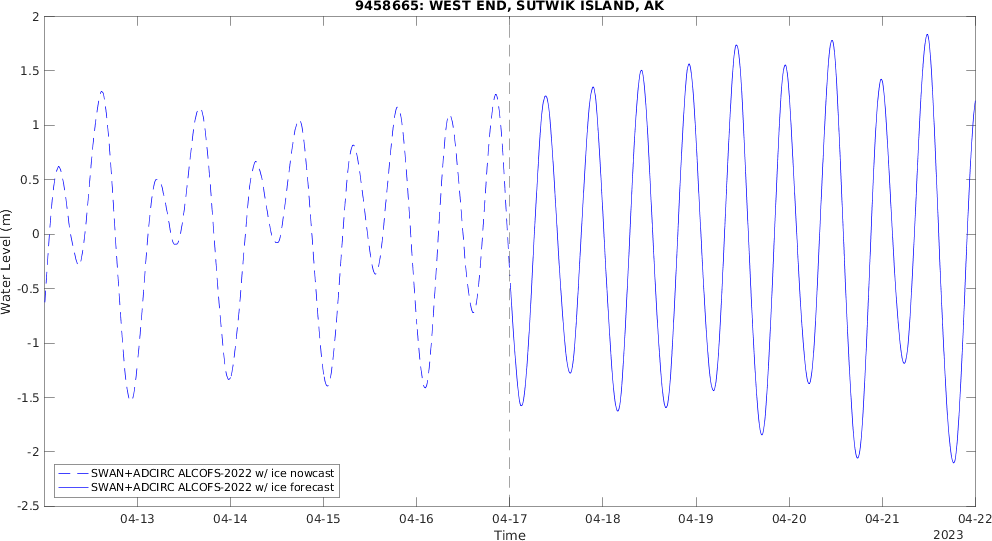 9458665: WEST END, SUTWIK ISLAND, AK
2
1.5
1
0.5
0
-0.5
-1
-1.5
-2
-2.5
Water Level (m)
SWAN+ADCIRC ALCOFS-2022 w/ ice nowcast
SWAN+ADCIRC ALCOFS-2022 w/ ice forecast
04-13 04-14 04-15 04-16 04-17 04-18 04-19 04-20 04-21 04-22
Time
2023